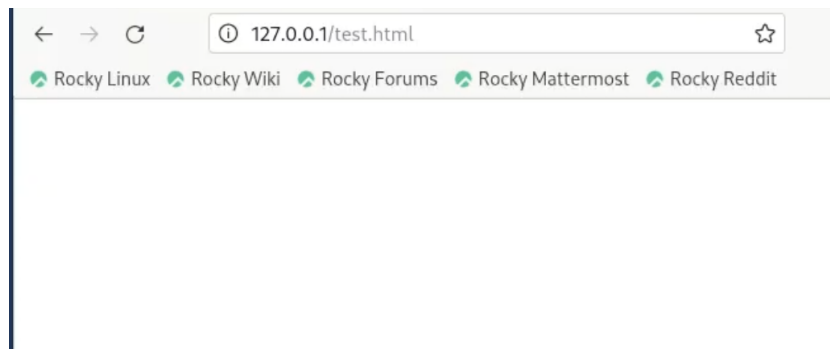 127.0.0.1/test.html
Rocky Linux Rocky Wiki Rocky Forums Rocky Mattermost Rocky Reddit